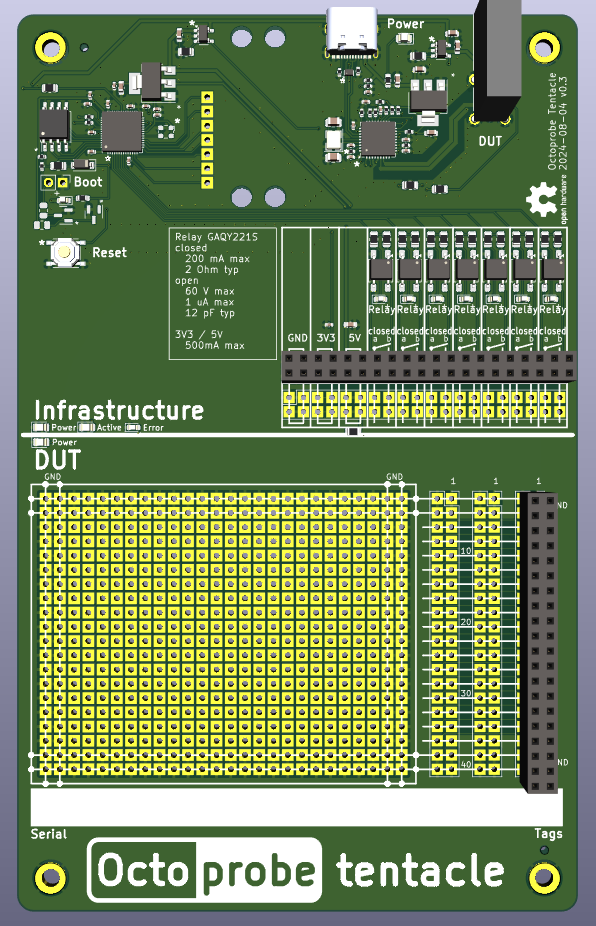 Power
DUT
Octoprobe Tentacle
2024-08-04 v0.3
open hardware
Boot
Reset
Relay GAQY221S
closed
200 mA max
2 Ohm typ
open
60 V max
1 uA max
12 pF typ
3V3 / 5V
500mA max
Relay Relay Relay Relay Relay Relay Relay
GND 3V3 5V closed closed closed closed closed closed closed
a b a b a b a b a b a b a b
Infrastructure
Power Active Error
Power
DUT
GND GND 1 1 1
ND
10
20
30
40 ND
Serial Tags
Octoprobe tentacle